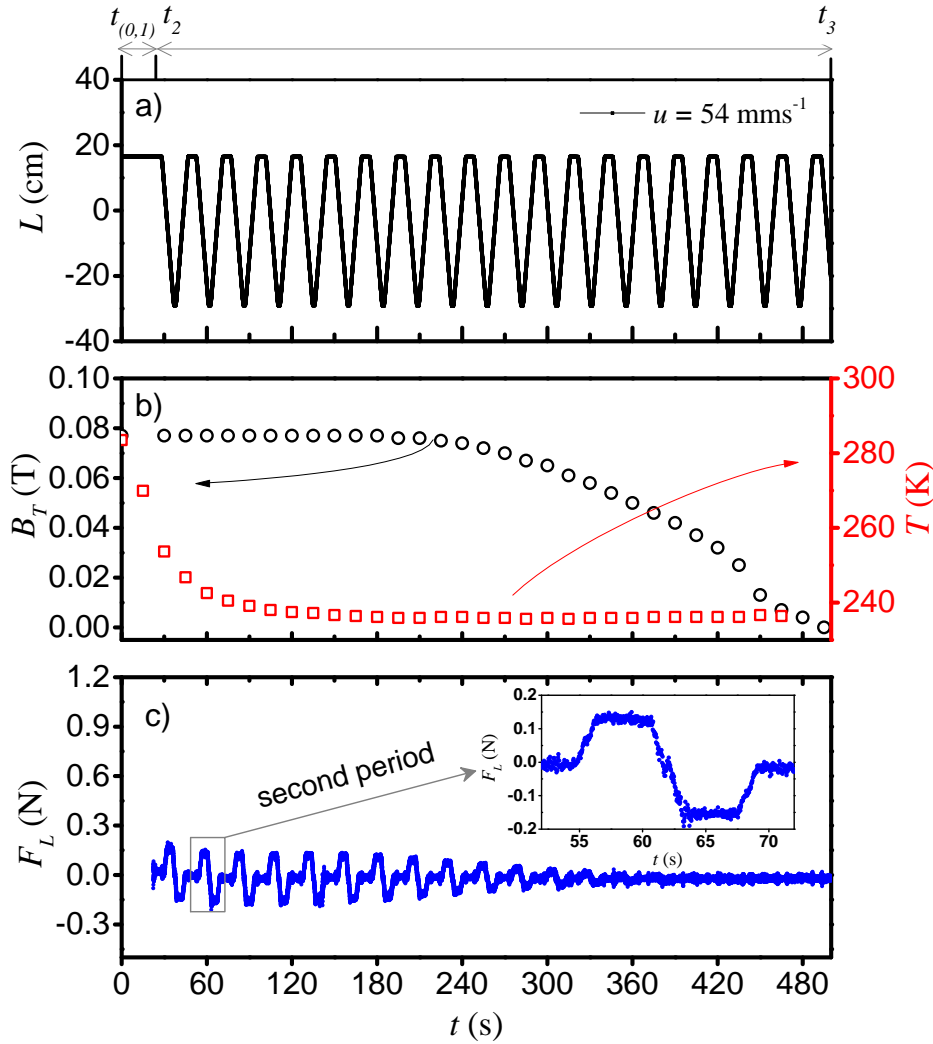 t(0,1) t2 t3
40
20
0
-20
-40
L (cm)
a)
u = 54 mms⁻¹
0.10
0.08
0.06
0.04
0.02
0.00
B_T (T)
b)
300
280
260
240
T (K)
1.2
0.9
0.6
0.3
0.0
-0.3
F_L (N)
c)
second period
0.2
0.1
0.0
-0.1
-0.2
F_L (N)
55 60 65 70
t (s)
0 60 120 180 240 300 360 420 480
t (s)